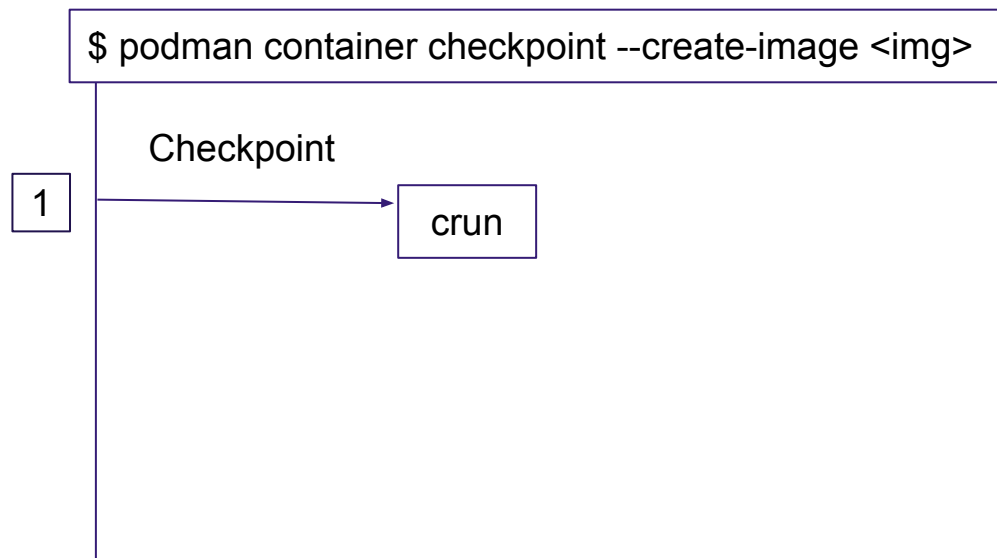 $ podman container checkpoint --create-image <img>
Checkpoint
1
crun